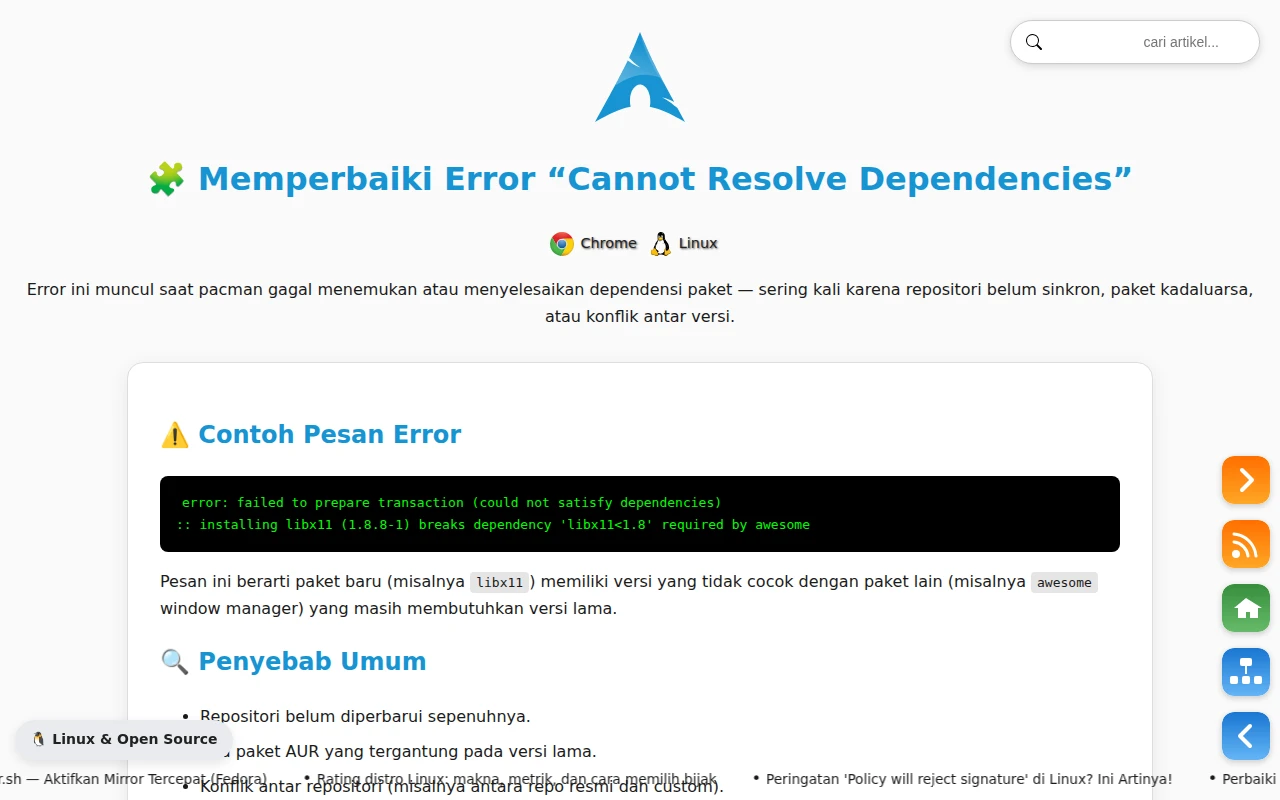 cari artikel...
🧩 Memperbaiki Error “Cannot Resolve Dependencies”
Chrome Linux
Error ini muncul saat pacman gagal menemukan atau menyelesaikan dependensi paket — sering kali karena repositori belum sinkron, paket kadaluarsa,
atau konflik antar versi.
⚠️ Contoh Pesan Error
error: failed to prepare transaction (could not satisfy dependencies)
:: installing libx11 (1.8.8-1) breaks dependency 'libx11<1.8' required by awesome
Pesan ini berarti paket baru (misalnya libx11) memiliki versi yang tidak cocok dengan paket lain (misalnya awesome
window manager) yang masih membutuhkan versi lama.
🔍 Penyebab Umum
• Repositori belum diperbarui sepenuhnya.
🐧 Linux & Open Source
paket AUR yang tergantung pada versi lama.
r.sh — Aktifkan Mirror Tercepat (Fedora) • Rating distro Linux: makna, metrik, dan cara memilih bijak • Peringatan 'Policy will reject signature' di Linux? Ini Artinya! • Perbaiki
• Konflik antar repositori (misalnya antara repo resmi dan custom).